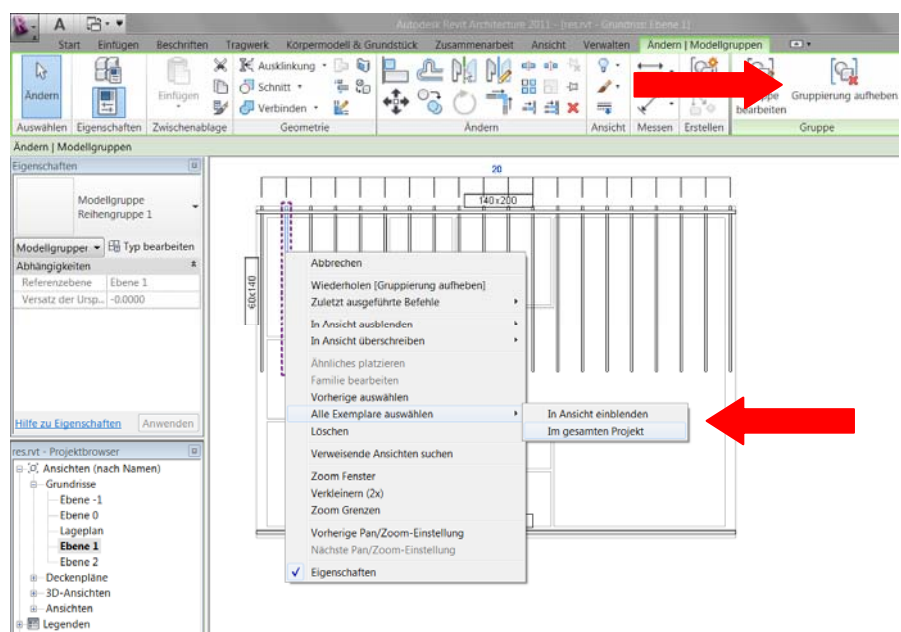 Autodesk Revit Architecture 2011 - [res.rvt - Grundriss: Ebene 1]
Start Einfügen Beschriften Tragwerk Körpermodell & Grundstück Zusammenarbeit Ansicht Verwalten Ändern | Modellgruppen
Ändern
Einfügen
Ausklinkung
Schnitt
Verbinden
bearbeiten
Gruppierung aufheben
Auswählen Eigenschaften Zwischenablage Geometrie Ändern Ansicht Messen Erstellen Gruppe
Ändern | Modellgruppen
Eigenschaften
Modellgruppe
Reihengruppe 1
Modellgrupper
Typ bearbeiten
Abhängigkeiten
Referenzebene Ebene 1
Versatz der Ursp... -0.0000
Hilfe zu Eigenschaften
Anwenden
res.rvt - Projektbrowser
Ansichten (nach Namen)
Grundrisse
Ebene -1
Ebene 0
Lageplan
Ebene 1
Ebene 2
Deckenpläne
3D-Ansichten
Ansichten
Legenden
20
140x200
60x140
Abbrechen
Wiederholen [Gruppierung aufheben]
Zuletzt ausgeführte Befehle
In Ansicht ausblenden
In Ansicht überschreiben
Ähnliches platzieren
Familie bearbeiten
Vorherige auswählen
Alle Exemplare auswählen
Löschen
Verweisende Ansichten suchen
Zoom Fenster
Verkleinern (2x)
Zoom Grenzen
Vorherige Pan/Zoom-Einstellung
Nächste Pan/Zoom-Einstellung
Eigenschaften
In Ansicht einblenden
Im gesamten Projekt